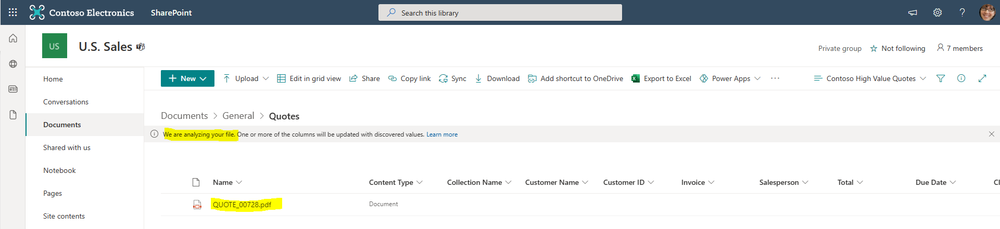 Contoso Electronics SharePoint Search this library ?
US U.S. Sales
Private group Not following 7 members
Home
Conversations
Documents
Shared with us
Notebook
Pages
Site contents
New Upload Edit in grid view Share Copy link Sync Download Add shortcut to OneDrive Export to Excel Power Apps ... Contoso High Value Quotes
Documents > General > Quotes
We are analyzing your file. One or more of the columns will be updated with discovered values. Learn more
Name Content Type Collection Name Customer Name Customer ID Invoice Salesperson Total Due Date
QUOTE_00728.pdf Document